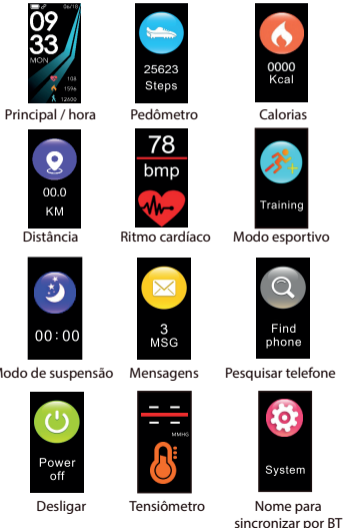 06/18
09
33
MON
108
1596
12600
Principal / hora
25623
Steps
Pedômetro
0000
Kcal
Calorias
00.0
KM
Distância
78
bmp
Ritmo cardíaco
Training
Modo esportivo
00:00
Modo de suspensão
3
MSG
Mensagens
Find
phone
Pesquisar telefone
Power
off
Desligar
-- --
MMHG
Tensiômetro
System
Nome para
sincronizar por BT